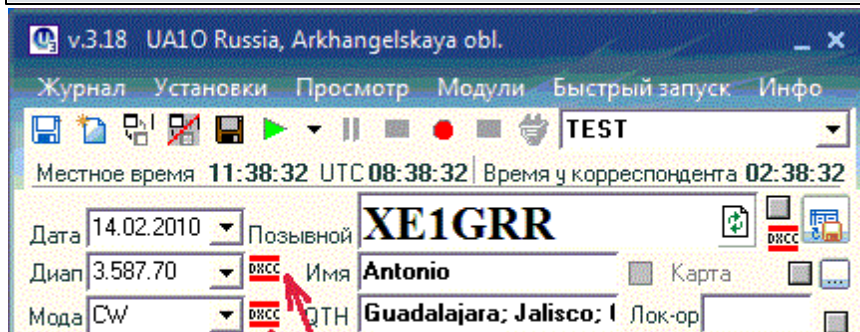 v.3.18 UA1O Russia, Arkhangelskaya obl.
Журнал Установки Просмотр Модули Быстрый запуск Инфо
TEST
Местное время 11:38:32 UTC 08:38:32 Время у корреспондента 02:38:32
Дата 14.02.2010 Позывной XE1GRR DXCC
Диап 3.587.70 DXCC Имя Antonio Карта ...
Мода CW DXCC QTH Guadalajara; Jalisco; Лок-ор